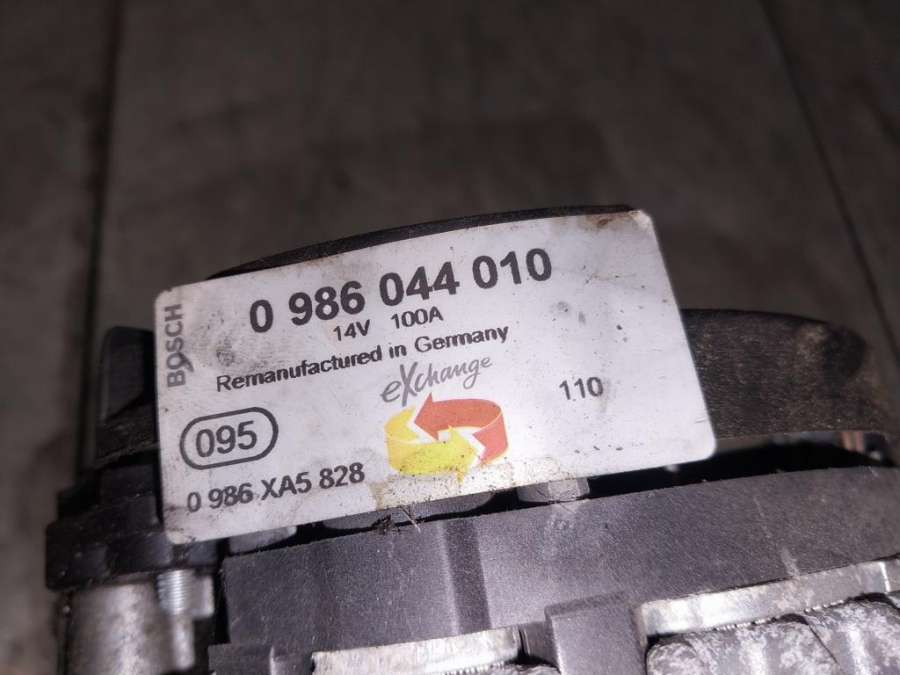 BOSCH
0 986 044 010
14V 100A
Remanufactured in Germany
eXchange
110
095
0 986 XA5 828